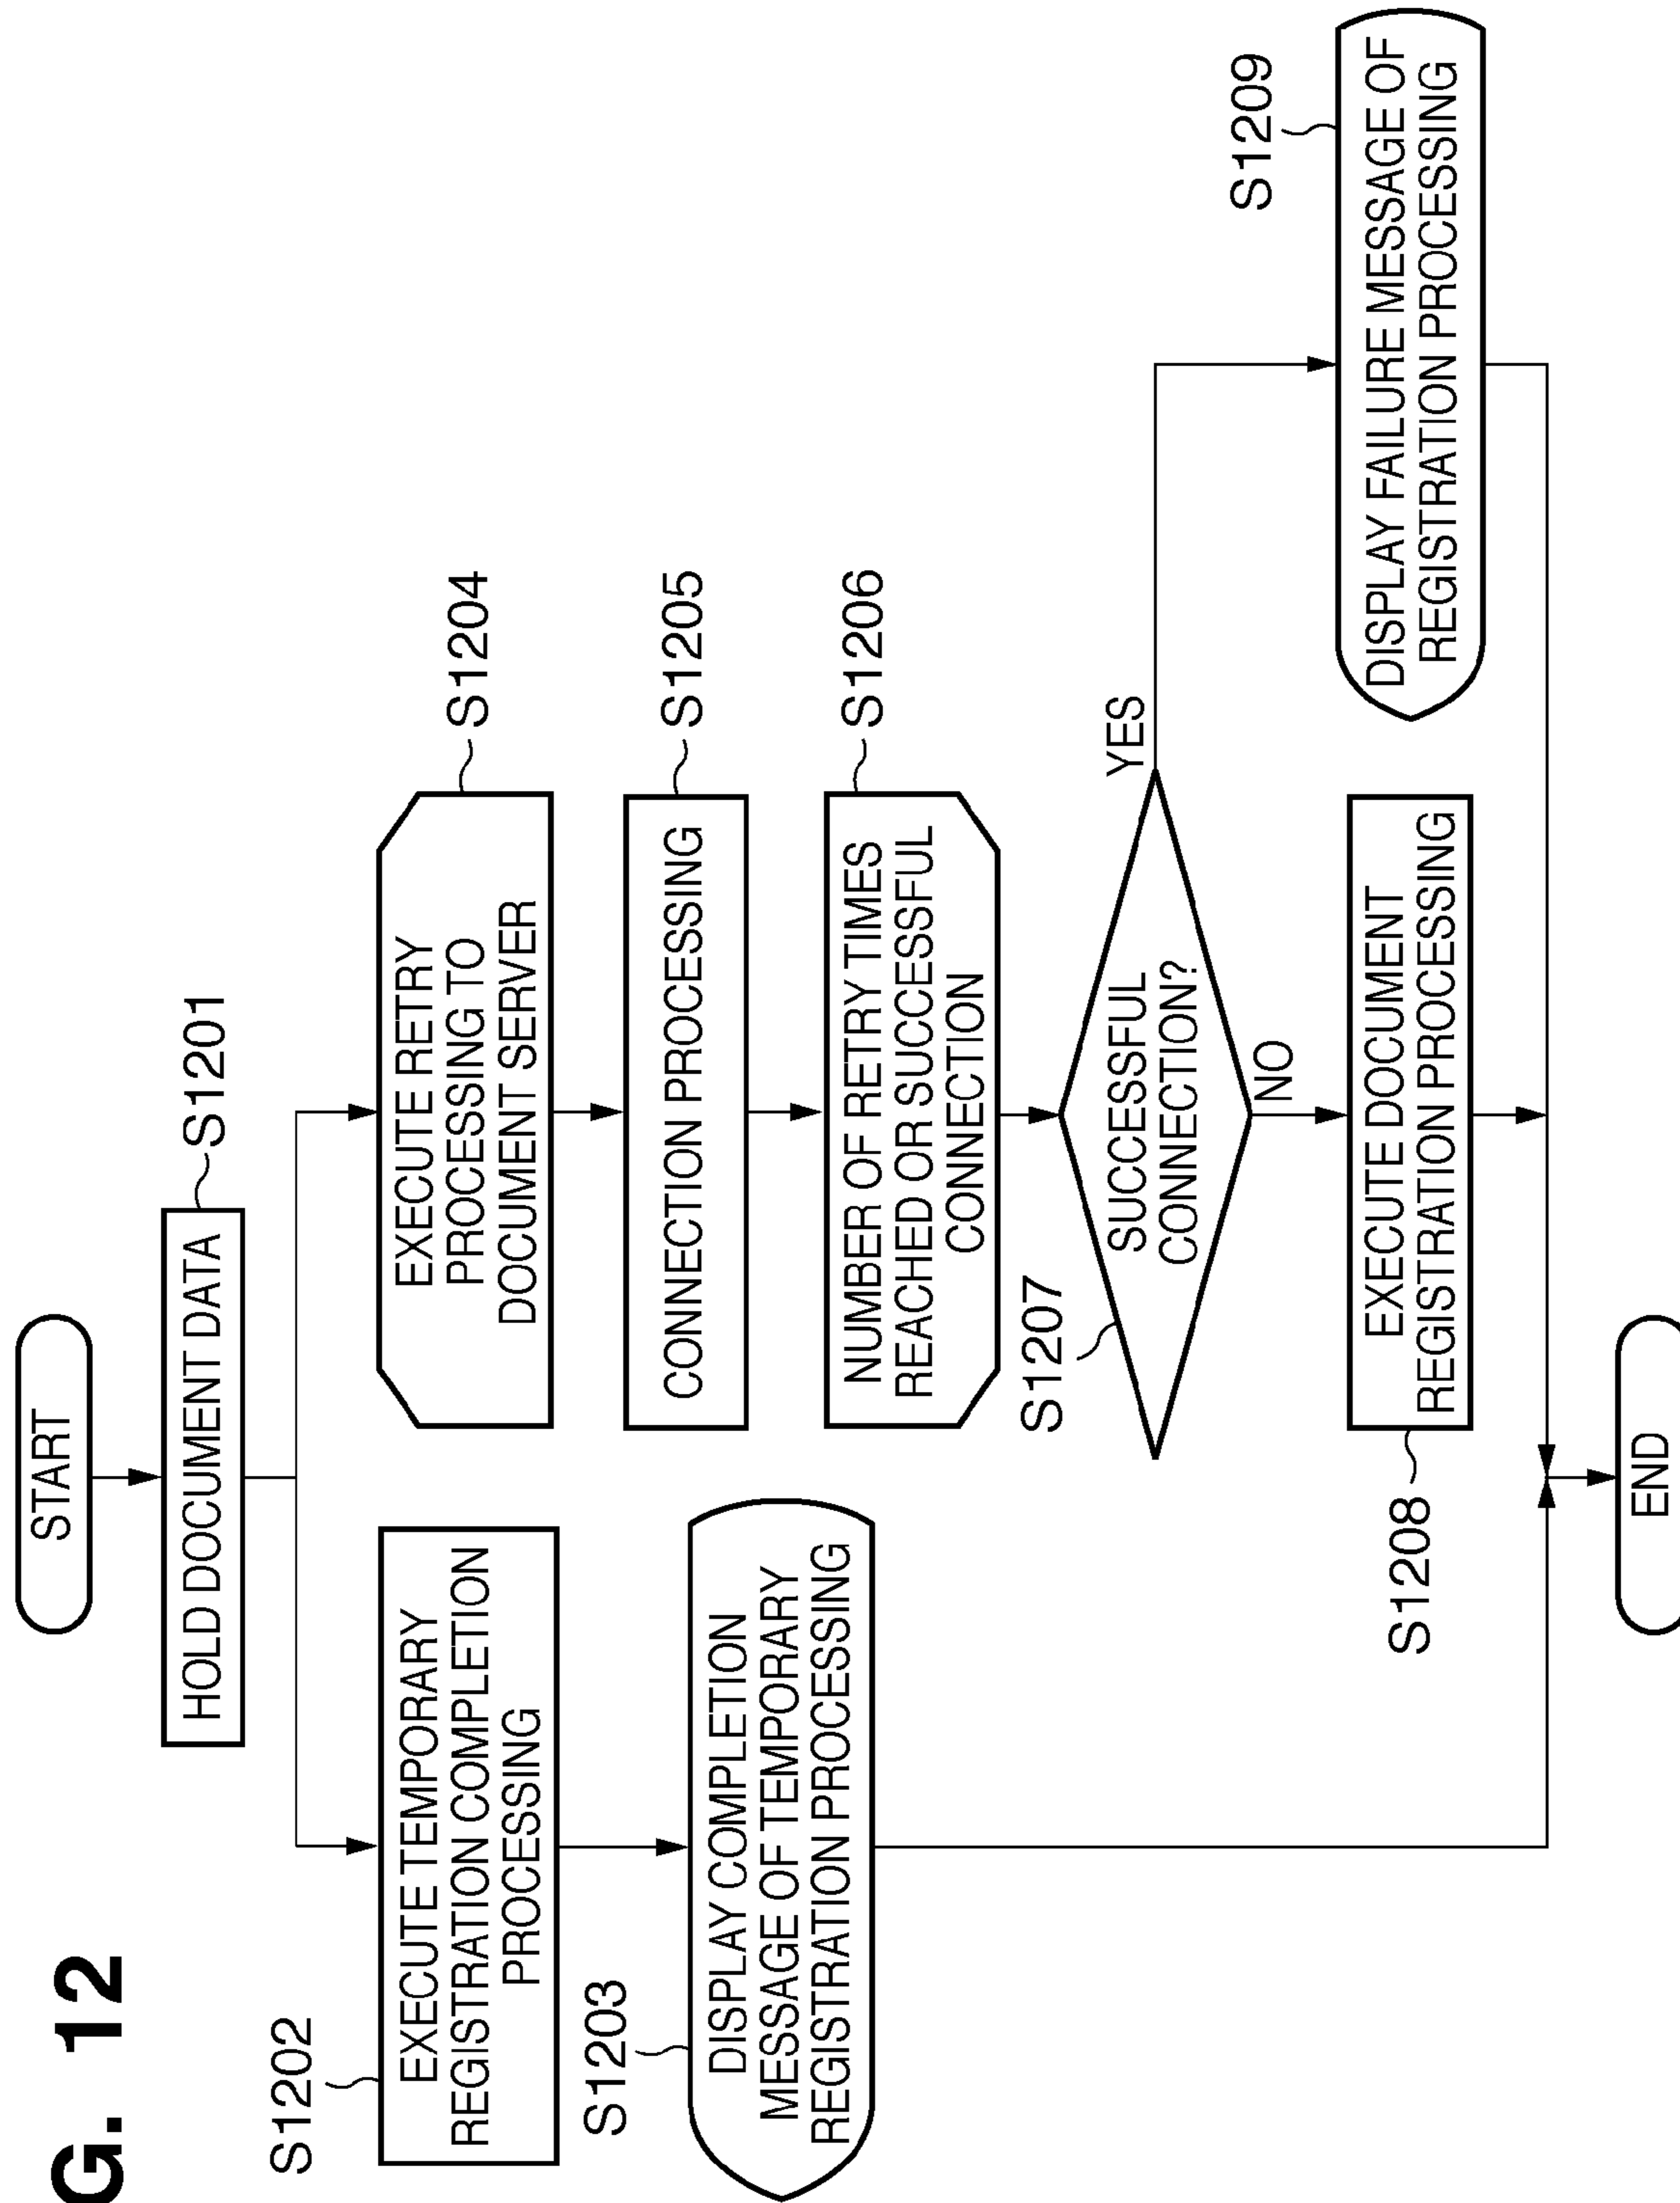 G. 12
START
HOLD DOCUMENT DATA
S1201
S1202
EXECUTE TEMPORARY
REGISTRATION COMPLETION
PROCESSING
S1203
DISPLAY COMPLETION
MESSAGE OF TEMPORARY
REGISTRATION PROCESSING
EXECUTE RETRY
PROCESSING TO
DOCUMENT SERVER
S1204
CONNECTION PROCESSING
S1205
NUMBER OF RETRY TIMES
REACHED OR SUCCESSFUL
CONNECTION
S1206
S1207
SUCCESSFUL
CONNECTION?
YES
NO
EXECUTE DOCUMENT
REGISTRATION PROCESSING
S1208
S1209
DISPLAY FAILURE MESSAGE OF
REGISTRATION PROCESSING
END